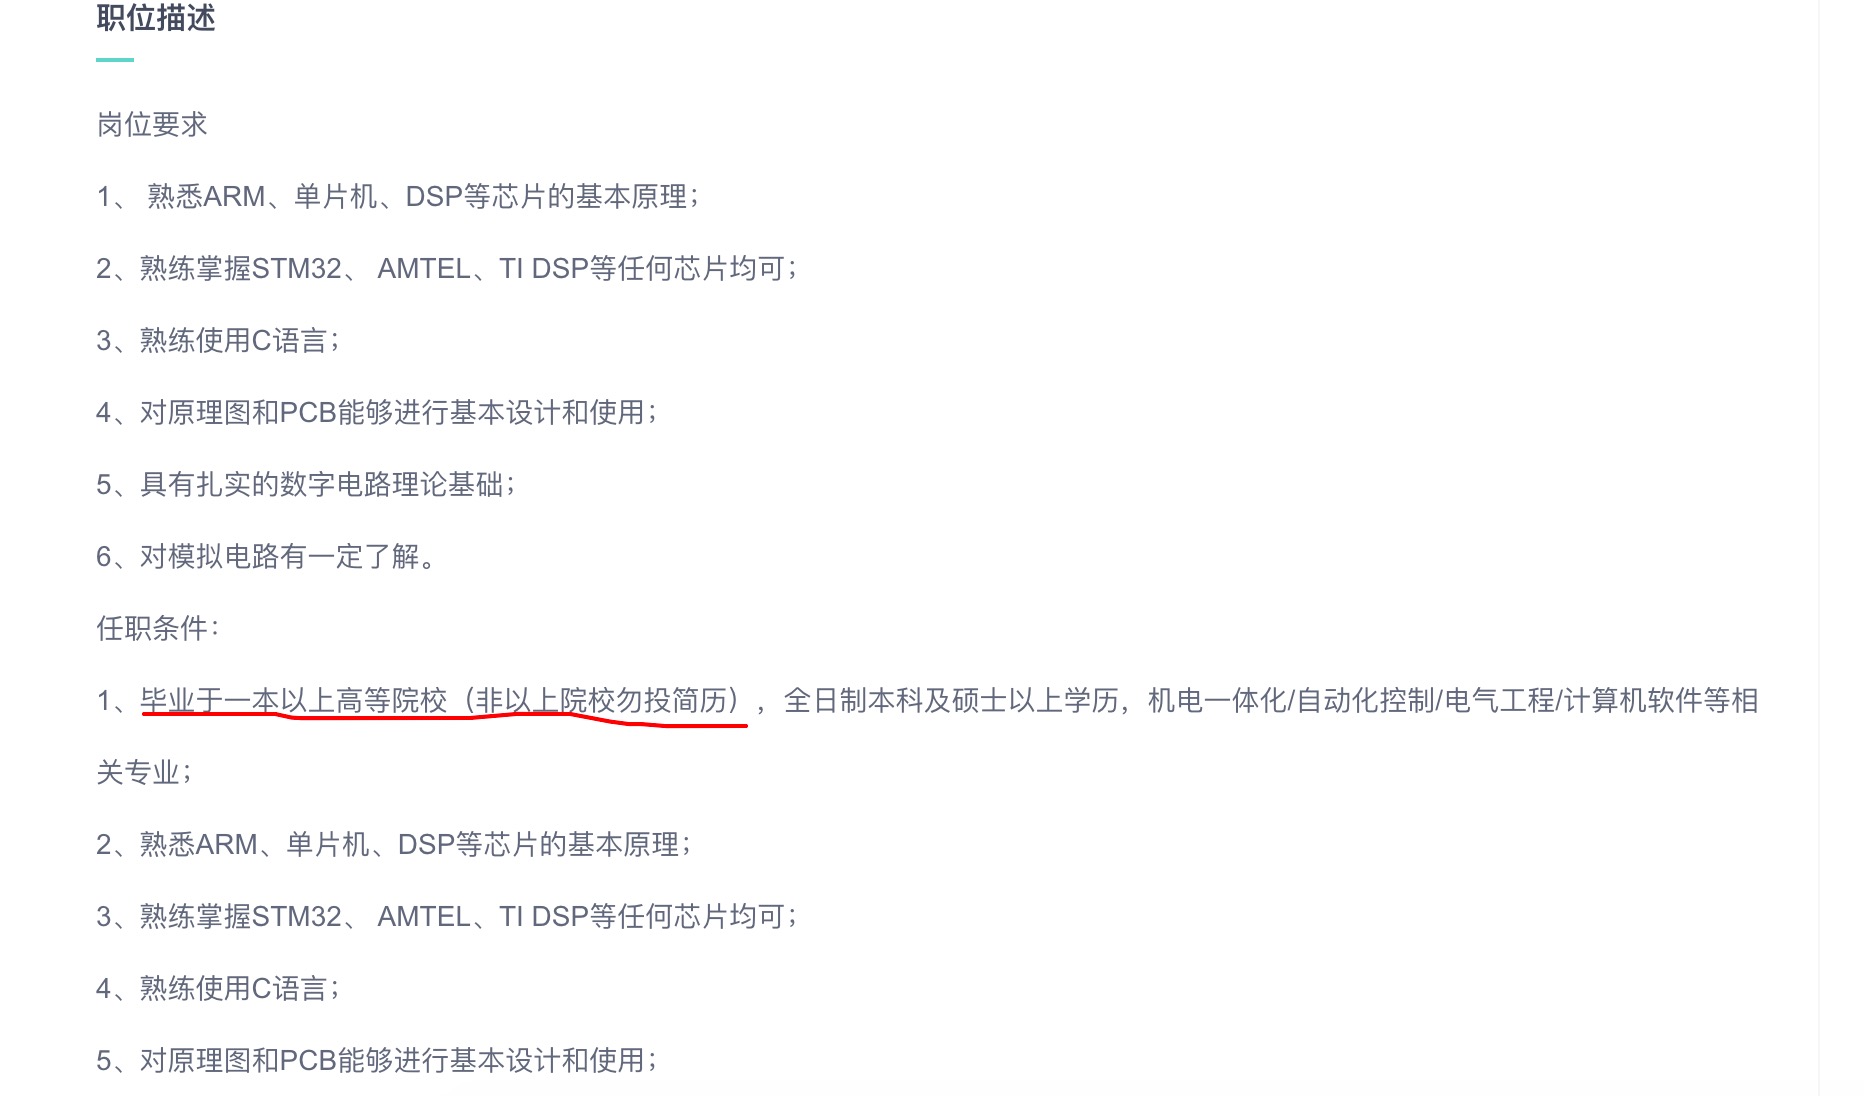 职位描述
岗位要求
1、 熟悉ARM、单片机、DSP等芯片的基本原理；
2、熟练掌握STM32、 AMTEL、TI DSP等任何芯片均可；
3、熟练使用C语言；
4、对原理图和PCB能够进行基本设计和使用；
5、具有扎实的数字电路理论基础；
6、对模拟电路有一定了解。
任职条件：
1、毕业于一本以上高等院校（非以上院校勿投简历），全日制本科及硕士以上学历，机电一体化/自动化控制/电气工程/计算机软件等相
关专业；
2、熟悉ARM、单片机、DSP等芯片的基本原理；
3、熟练掌握STM32、 AMTEL、TI DSP等任何芯片均可；
4、熟练使用C语言；
5、对原理图和PCB能够进行基本设计和使用；